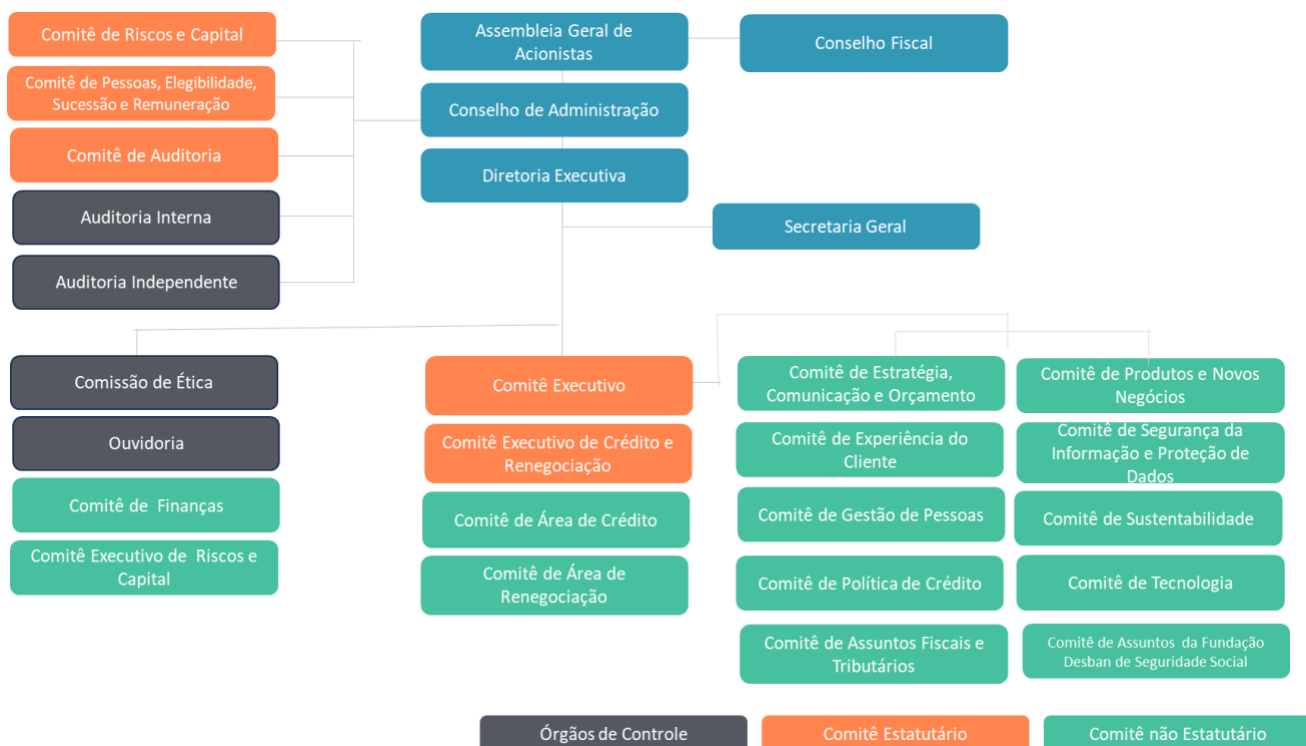 Comitê de Riscos e Capital
Comitê de Pessoas, Elegibilidade,
Sucessão e Remuneração
Comitê de Auditoria
Auditoria Interna
Auditoria Independente
Assembleia Geral de
Acionistas
Conselho Fiscal
Conselho de Administração
Diretoria Executiva
Secretaria Geral
Comissão de Ética
Ouvidoria
Comitê de Finanças
Comitê Executivo de Riscos e
Capital
Comitê Executivo
Comitê Executivo de Crédito e
Renegociação
Comitê de Área de Crédito
Comitê de Área de
Renegociação
Comitê de Estratégia,
Comunicação e Orçamento
Comitê de Experiência do
Cliente
Comitê de Gestão de Pessoas
Comitê de Política de Crédito
Comitê de Assuntos Fiscais e
Tributários
Comitê de Produtos e Novos
Negócios
Comitê de Segurança da
Informação e Proteção de
Dados
Comitê de Sustentabilidade
Comitê de Tecnologia
Comitê de Assuntos da Fundação
Desban de Seguridade Social
Órgãos de Controle
Comitê Estatutário
Comitê não Estatutário